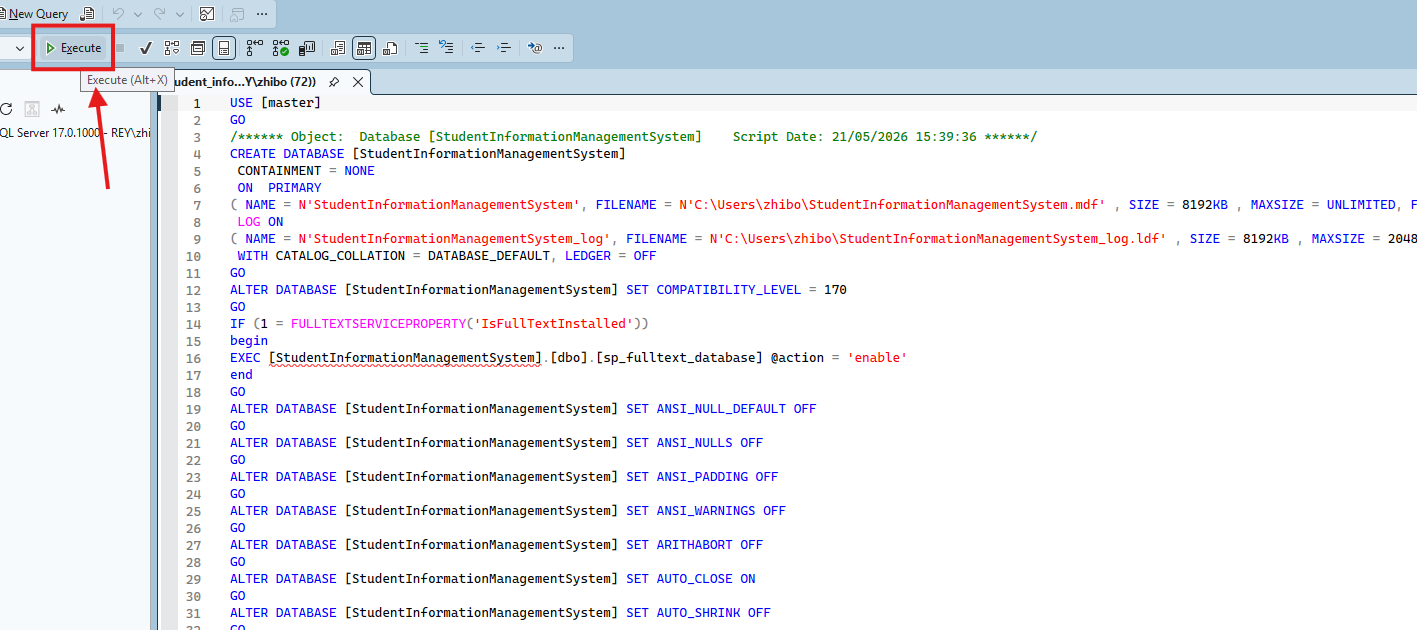 New Query
Execute
Execute (Alt+X)
udent_info...Y\zhibo (72))
QL Server 17.0.1000 - REY\zhi
1 USE [master]
2 GO
3 /****** Object:  Database [StudentInformationManagementSystem]    Script Date: 21/05/2026 15:39:36 ******/
4 CREATE DATABASE [StudentInformationManagementSystem]
5  CONTAINMENT = NONE
6  ON  PRIMARY
7 ( NAME = N'StudentInformationManagementSystem', FILENAME = N'C:\Users\zhibo\StudentInformationManagementSystem.mdf' , SIZE = 8192KB , MAXSIZE = UNLIMITED, F
8  LOG ON
9 ( NAME = N'StudentInformationManagementSystem_log', FILENAME = N'C:\Users\zhibo\StudentInformationManagementSystem_log.ldf' , SIZE = 8192KB , MAXSIZE = 2048
10  WITH CATALOG_COLLATION = DATABASE_DEFAULT, LEDGER = OFF
11 GO
12 ALTER DATABASE [StudentInformationManagementSystem] SET COMPATIBILITY_LEVEL = 170
13 GO
14 IF (1 = FULLTEXTSERVICEPROPERTY('IsFullTextInstalled'))
15 begin
16 EXEC [StudentInformationManagementSystem].[dbo].[sp_fulltext_database] @action = 'enable'
17 end
18 GO
19 ALTER DATABASE [StudentInformationManagementSystem] SET ANSI_NULL_DEFAULT OFF
20 GO
21 ALTER DATABASE [StudentInformationManagementSystem] SET ANSI_NULLS OFF
22 GO
23 ALTER DATABASE [StudentInformationManagementSystem] SET ANSI_PADDING OFF
24 GO
25 ALTER DATABASE [StudentInformationManagementSystem] SET ANSI_WARNINGS OFF
26 GO
27 ALTER DATABASE [StudentInformationManagementSystem] SET ARITHABORT OFF
28 GO
29 ALTER DATABASE [StudentInformationManagementSystem] SET AUTO_CLOSE ON
30 GO
31 ALTER DATABASE [StudentInformationManagementSystem] SET AUTO_SHRINK OFF
32 GO